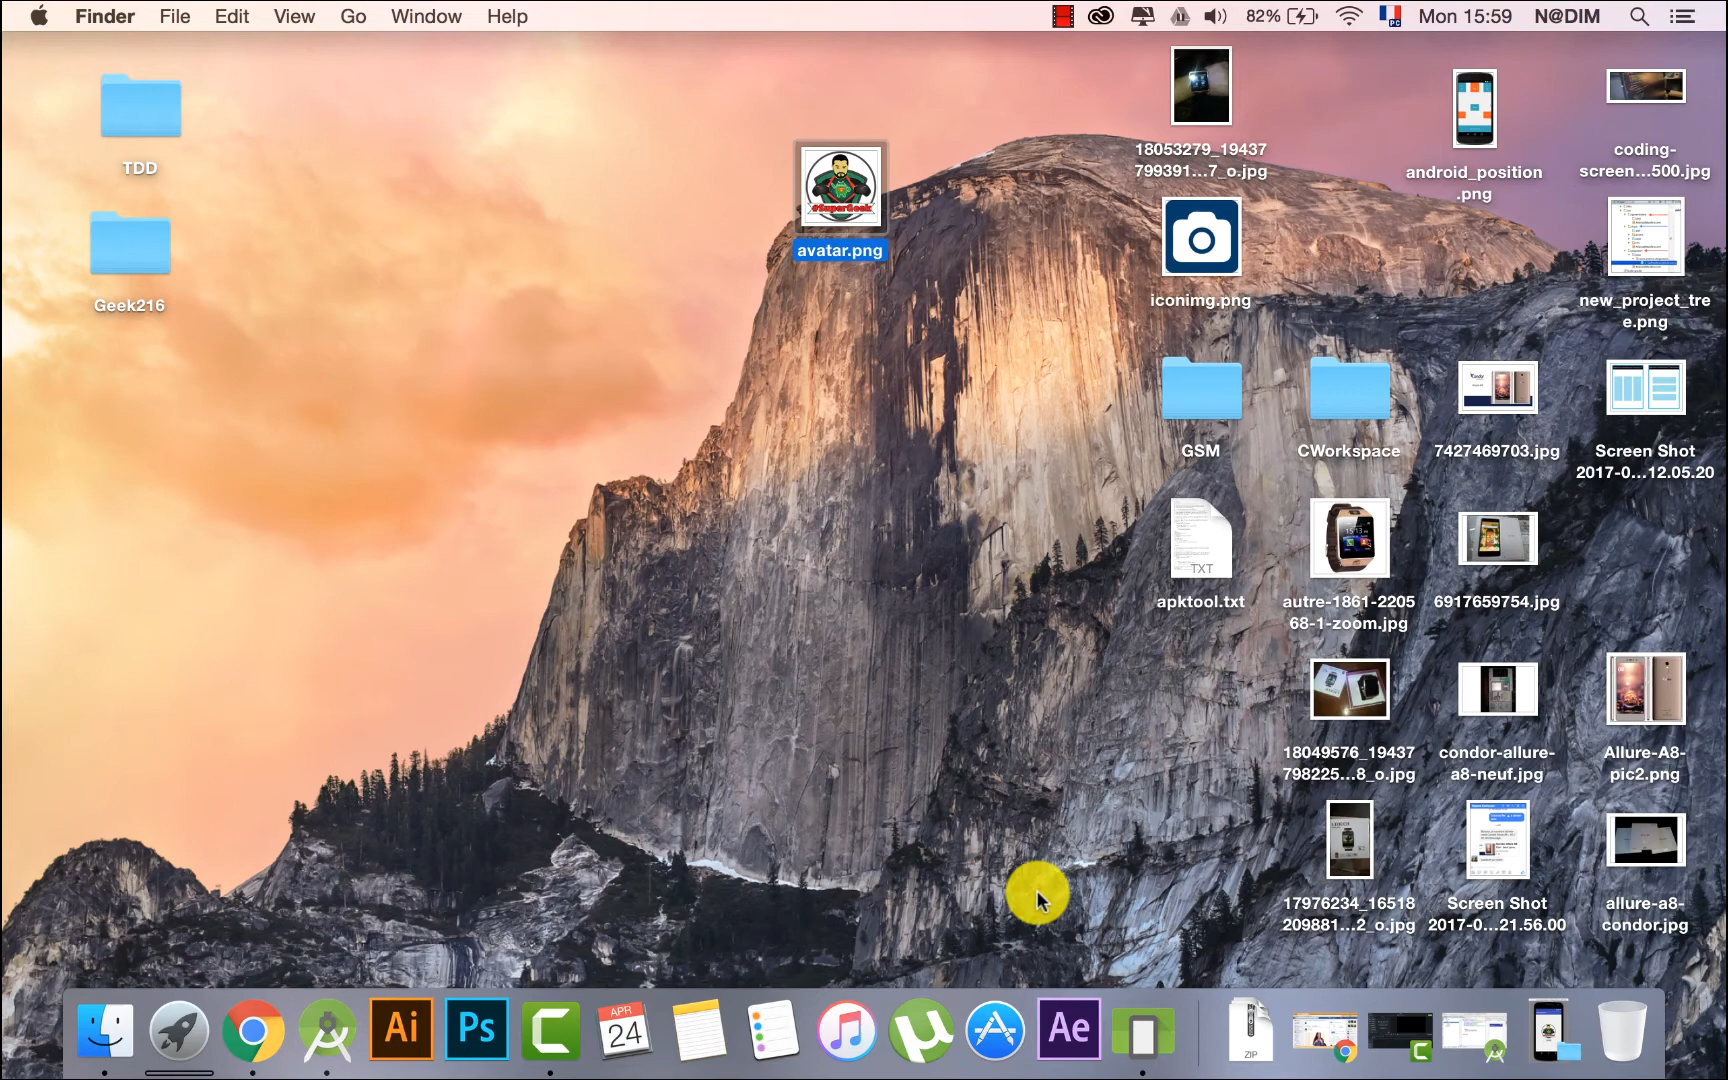 Finder File Edit View Go Window Help 82% PC Mon 15:59 N@DIM
TDD
Geek216
#SuperGeek
avatar.png
18053279_19437
799391...7_o.jpg
android_position
.png
coding-
screen...500.jpg
iconimg.png
new_project_tre
e.png
GSM
CWorkspace
7427469703.jpg
Screen Shot
2017-0...12.05.20
TXT
apktool.txt
autre-1861-2205
68-1-zoom.jpg
6917659754.jpg
18049576_19437
798225...8_o.jpg
condor-allure-
a8-neuf.jpg
Allure-A8-
pic2.png
17976234_16518
209881...2_o.jpg
Screen Shot
2017-0...21.56.00
allure-a8-
condor.jpg
Ai
Ps
APR
24
Ae
ZIP